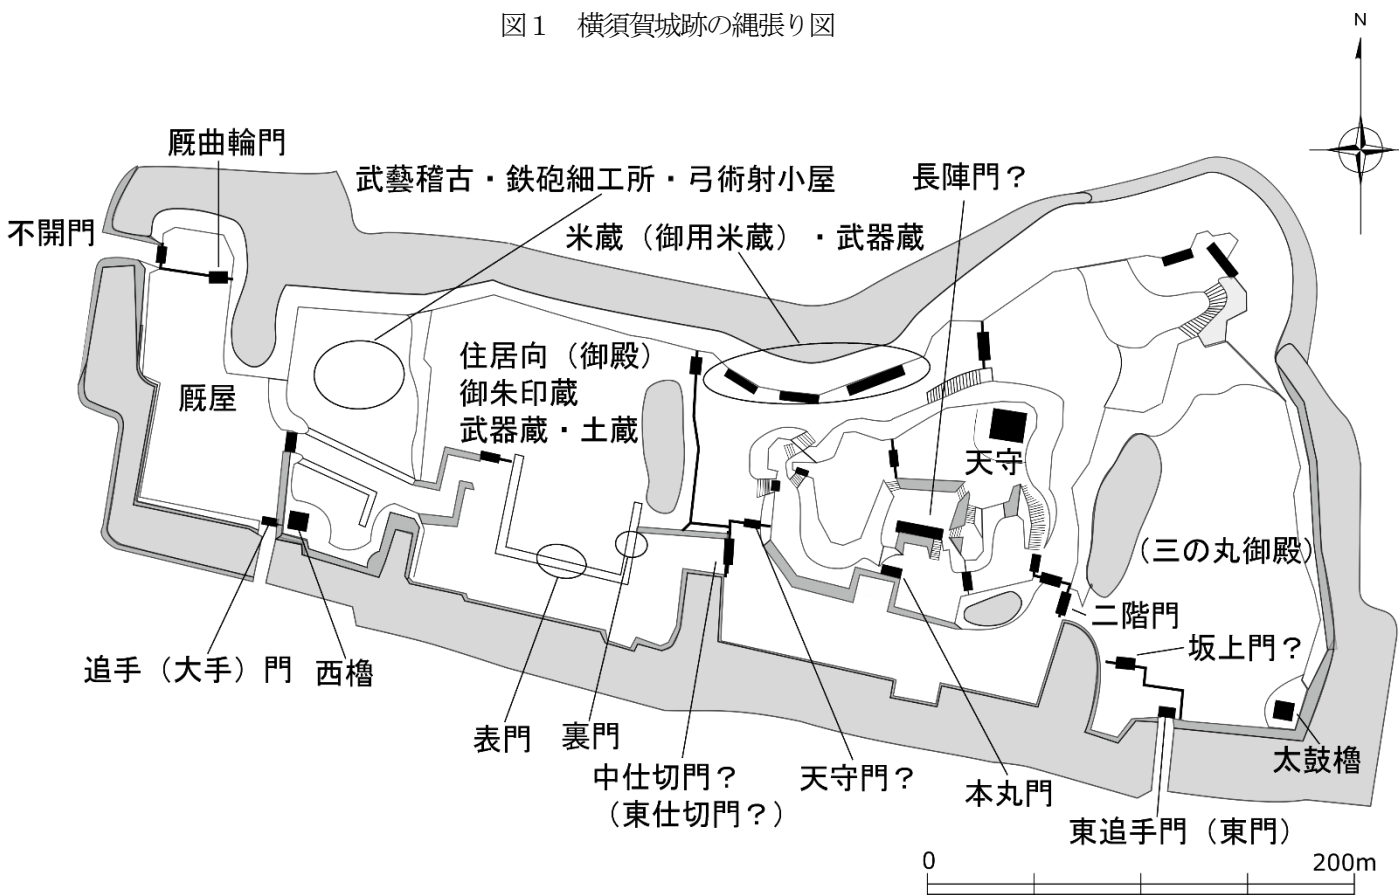 図１　横須賀城跡の縄張り図
N
厩曲輪門
武藝稽古・鉄砲細工所・弓術射小屋
長陣門？
不開門
米蔵（御用米蔵）・武器蔵
住居向（御殿）
御朱印蔵
武器蔵・土蔵
厩屋
天守
（三の丸御殿）
二階門
坂上門？
追手（大手）門
西櫓
表門
裏門
中仕切門？
（東仕切門？）
天守門？
本丸門
太鼓櫓
東追手門（東門）
0
200m